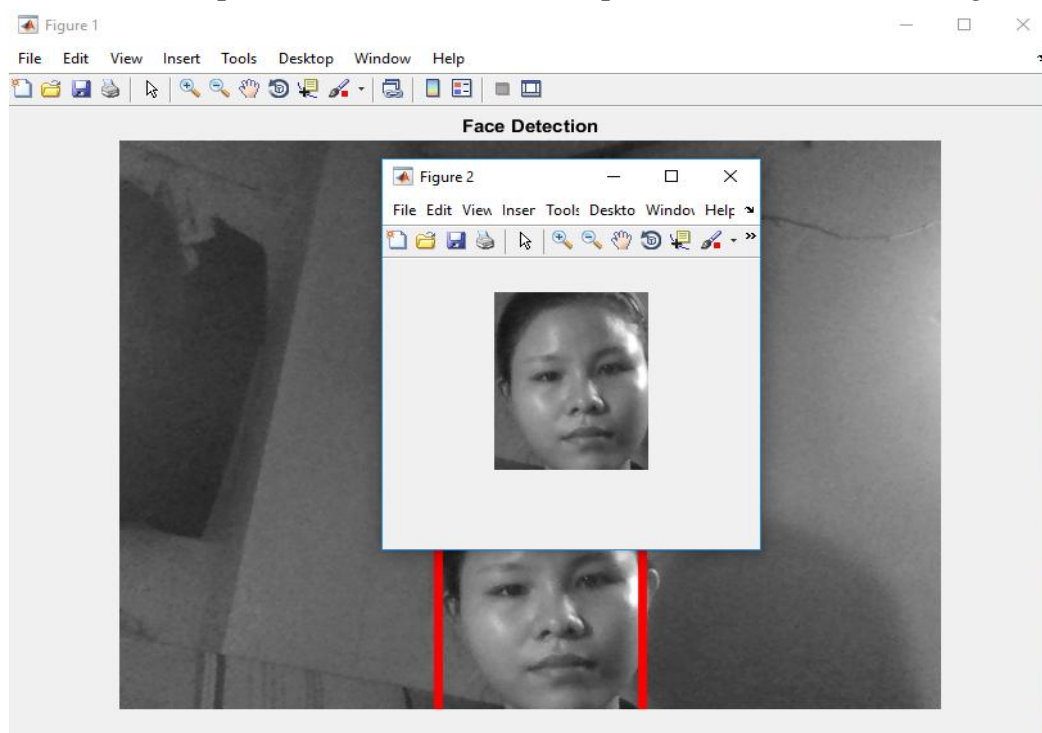 Figure 1
File Edit View Insert Tools Desktop Window Help
Face Detection
Figure 2
File Edit View Inser Tools Deskto Window Help